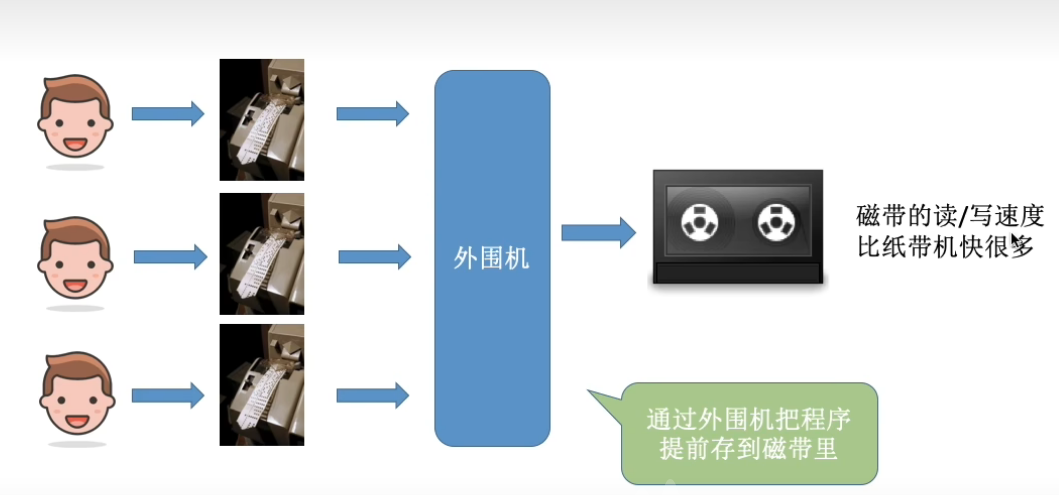 外围机
磁带的读/写速度
比纸带机快很多
通过外围机把程序
提前存到磁带里